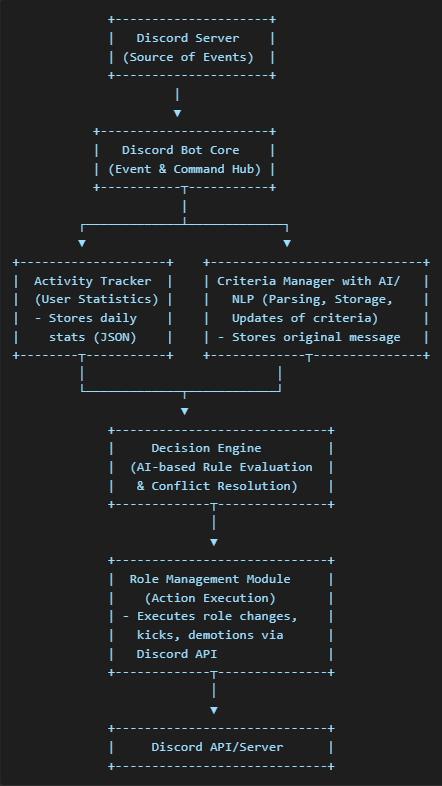 Discord Server
(Source of Events)
Discord Bot Core
(Event & Command Hub)
Activity Tracker
(User Statistics)
- Stores daily
stats (JSON)
Criteria Manager with AI/
NLP (Parsing, Storage,
Updates of criteria)
- Stores original message
Decision Engine
(AI-based Rule Evaluation
& Conflict Resolution)
Role Management Module
(Action Execution)
- Executes role changes,
kicks, demotions via
Discord API
Discord API/Server